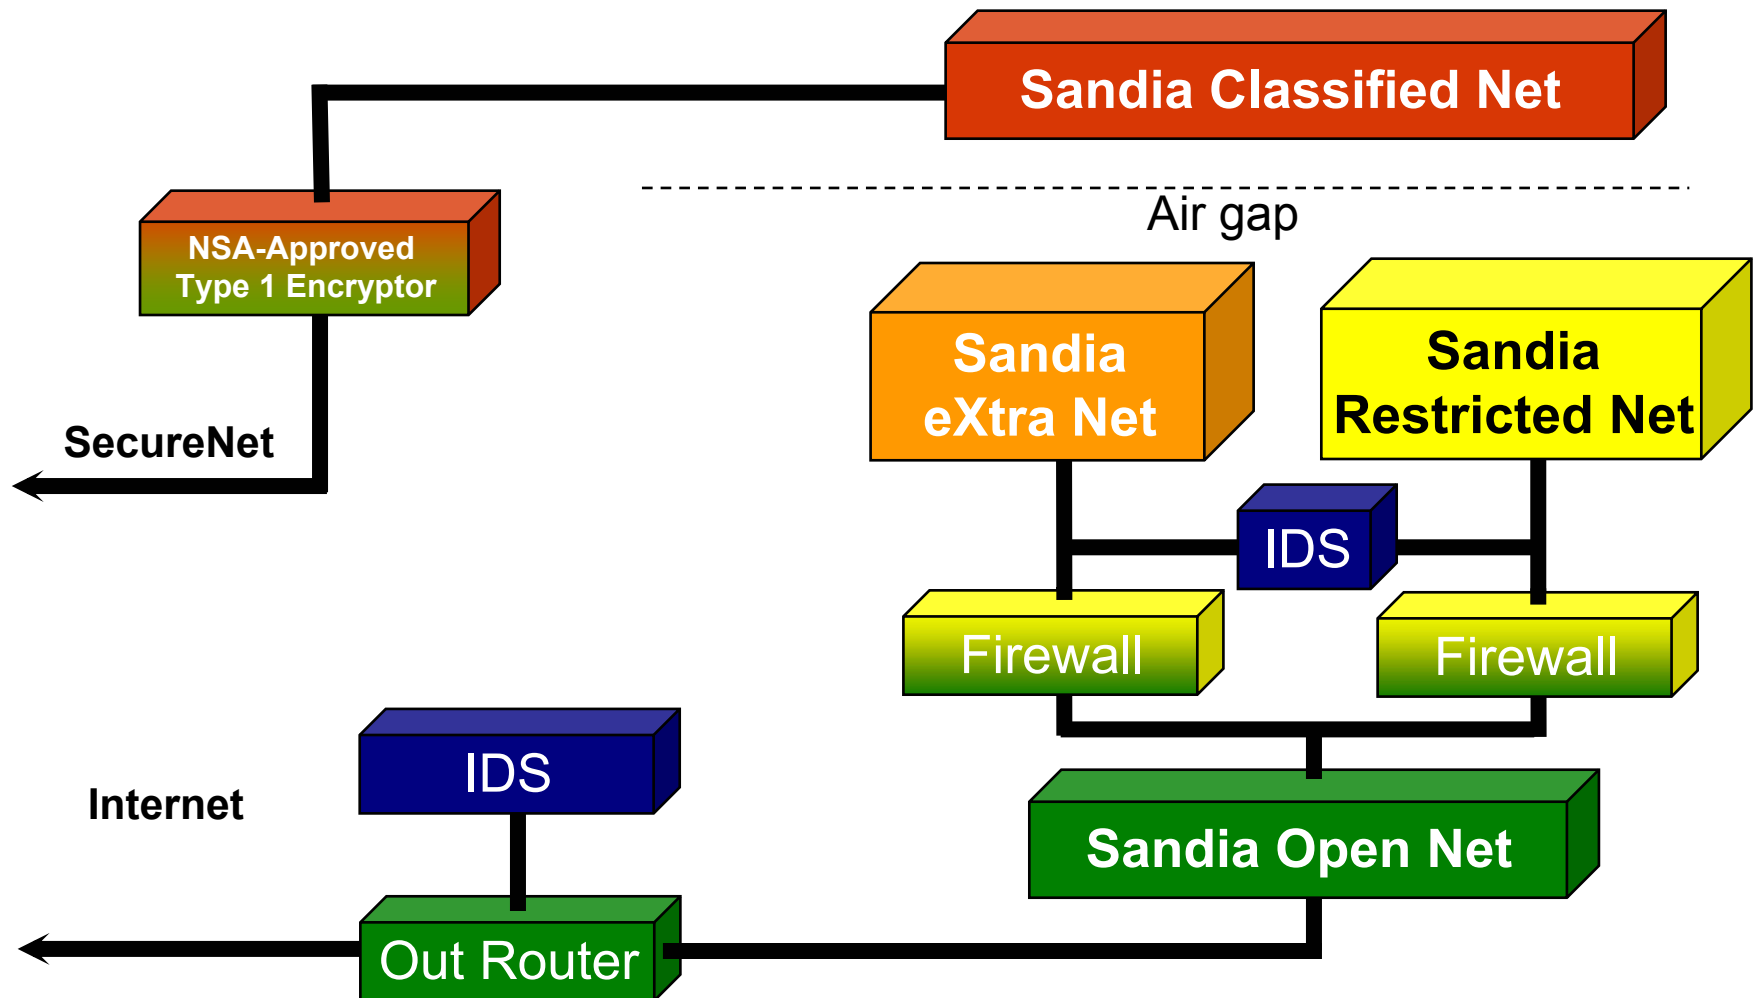 Sandia Classified Net
Air gap
NSA-Approved
Type 1 Encryptor
Sandia
eXtra Net
Sandia
Restricted Net
SecureNet
IDS
Firewall
Firewall
IDS
Internet
Sandia Open Net
Out Router